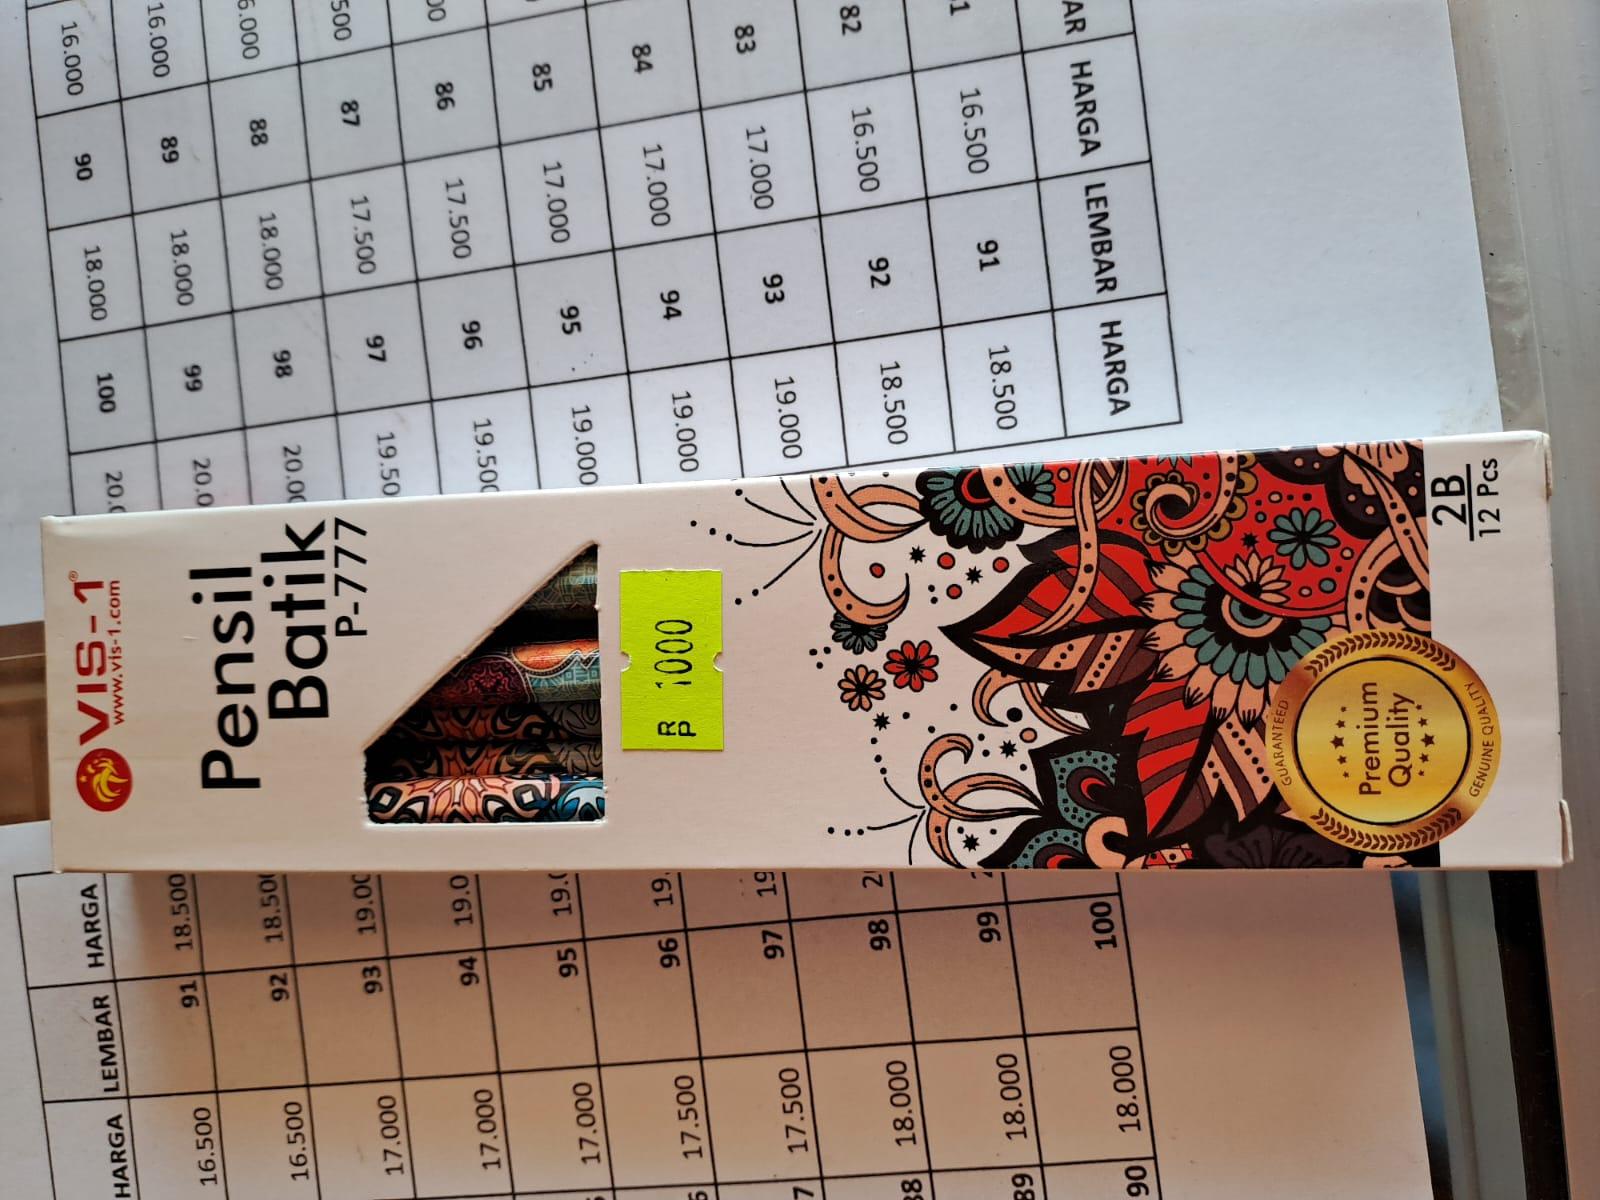 VIS-1®
www.vis-1.com
Pensil
Batik
P-777
RP 1000
2B
12 Pcs
GUARANTEED
Premium
Quality
GENUINE QUALITY
HARGA LEMBAR HARGA
16.500 91 18.500
82 16.500 92 18.500
83 17.000 93 19.000
84 17.000 94 19.000
85 17.000 95 19.000
86 17.500 96
87 17.500 97
88 18.000 98
16.000 89 18.000 99
16.000 90 18.000 100
HARGA LEMBAR HARGA
16.500 91 18.500
16.500 92
17.000 93
17.000 94
17.000 95
17.500 96
17.500 97
18.000 98
18.000 99
90 18.000 100